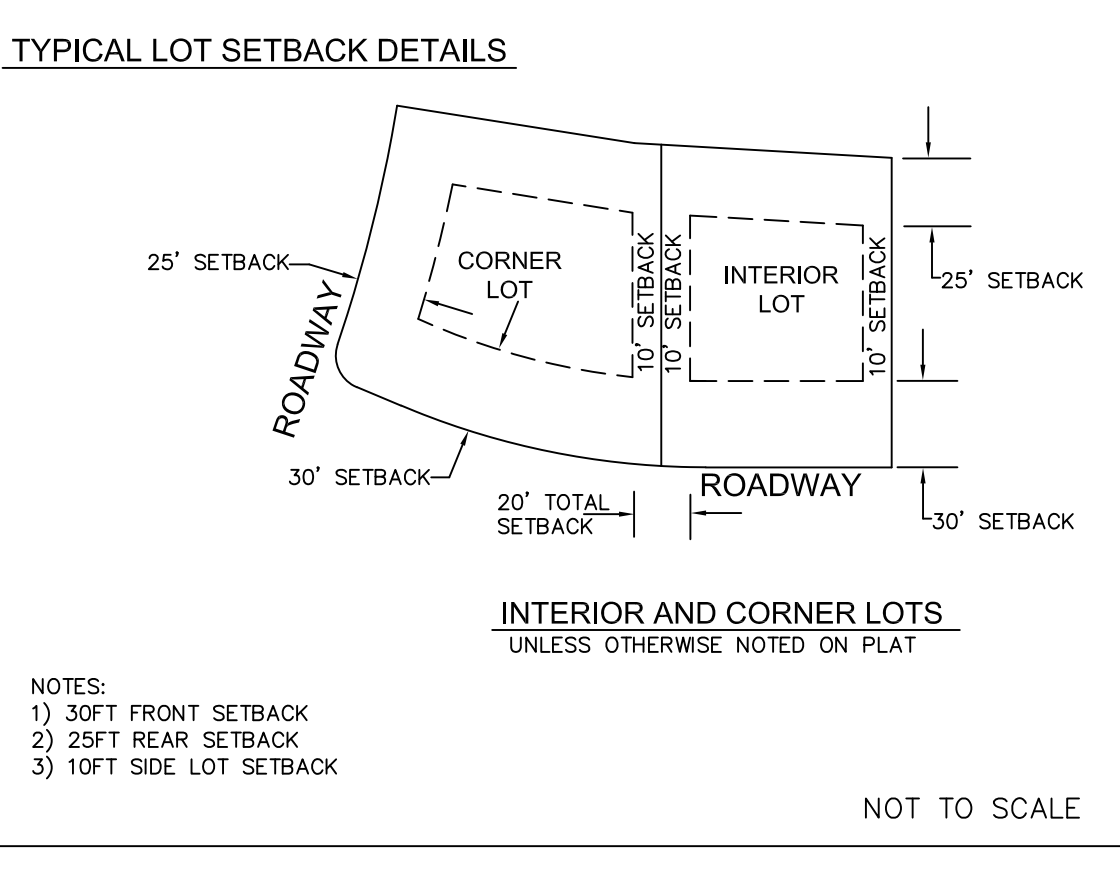 TYPICAL LOT SETBACK DETAILS
25' SETBACK
ROADWAY
CORNER
LOT
10' SETBACK
10' SETBACK
INTERIOR
LOT
10' SETBACK
25' SETBACK
30' SETBACK
20' TOTAL
SETBACK
ROADWAY
30' SETBACK
INTERIOR AND CORNER LOTS
UNLESS OTHERWISE NOTED ON PLAT
NOTES:
1) 30FT FRONT SETBACK
2) 25FT REAR SETBACK
3) 10FT SIDE LOT SETBACK
NOT TO SCALE